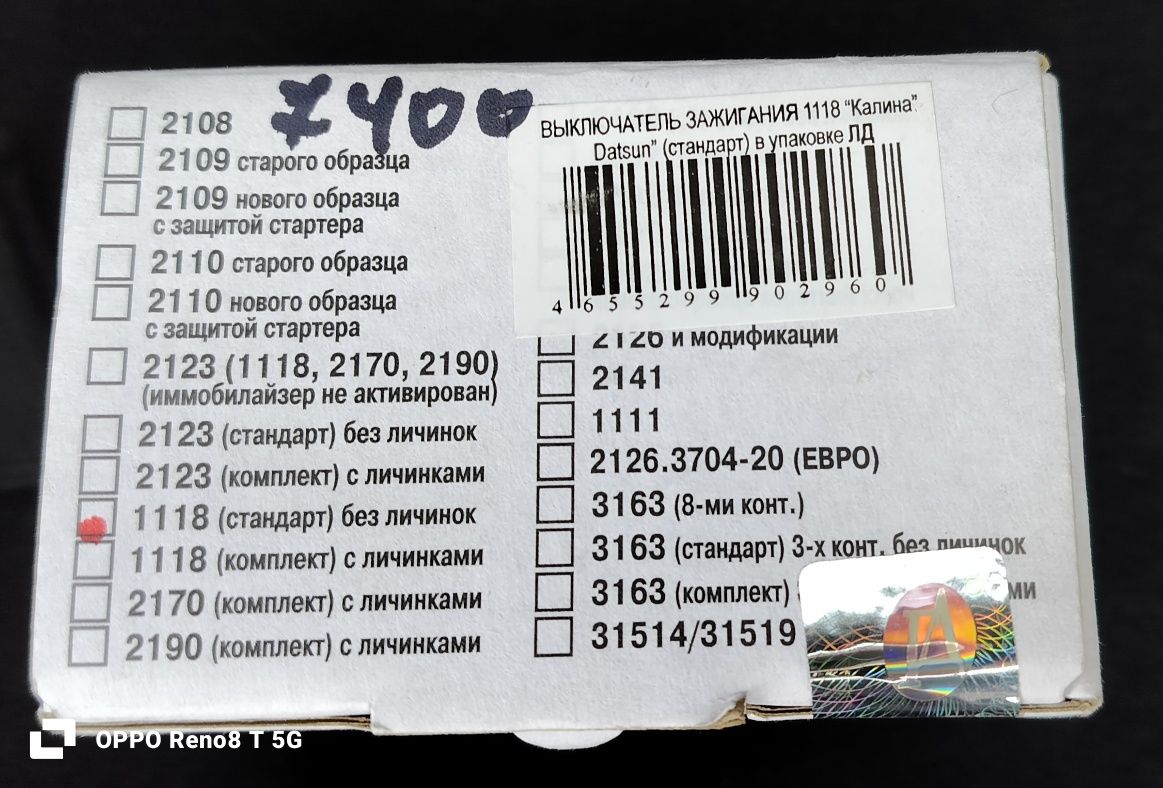 7400
2108
2109 старого образца
2109 нового образца
с защитой стартера
2110 старого образца
2110 нового образца
с защитой стартера
2123 (1118, 2170, 2190)
(иммобилайзер не активирован)
2123 (стандарт) без личинок
2123 (комплект) с личинками
1118 (стандарт) без личинок
1118 (комплект) с личинками
2170 (комплект) с личинками
2190 (комплект) с личинками
ВЫКЛЮЧАТЕЛЬ ЗАЖИГАНИЯ 1118 “Калина”
Datsun” (стандарт) в упаковке ЛД
4 655299 902960
2126 и модификации
2141
1111
2126.3704-20 (ЕВРО)
3163 (8-ми конт.)
3163 (стандарт) 3-х конт. без личинок
3163 (комплект)
31514/31519
OPPO Reno8 T 5G